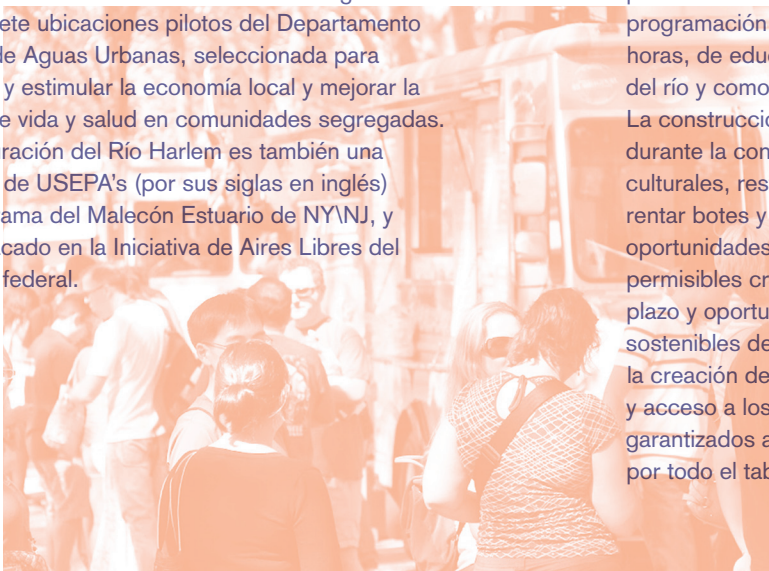 ete ubicaciones pilotos del Departamento
de Aguas Urbanas, seleccionada para
y estimular la economía local y mejorar la
e vida y salud en comunidades segregadas.
ración del Río Harlem es también una
de USEPA's (por sus siglas en inglés)
ama del Malecón Estuario de NY\NJ, y
cado en la Iniciativa de Aires Libres del
federal.
programación
horas, de edu
del río y como
La construcci
durante la con
culturales, res
rentar botes y
oportunidades
permisibles cr
plazo y oportu
sostenibles de
la creación de
y acceso a los
garantizados a
por todo el tab